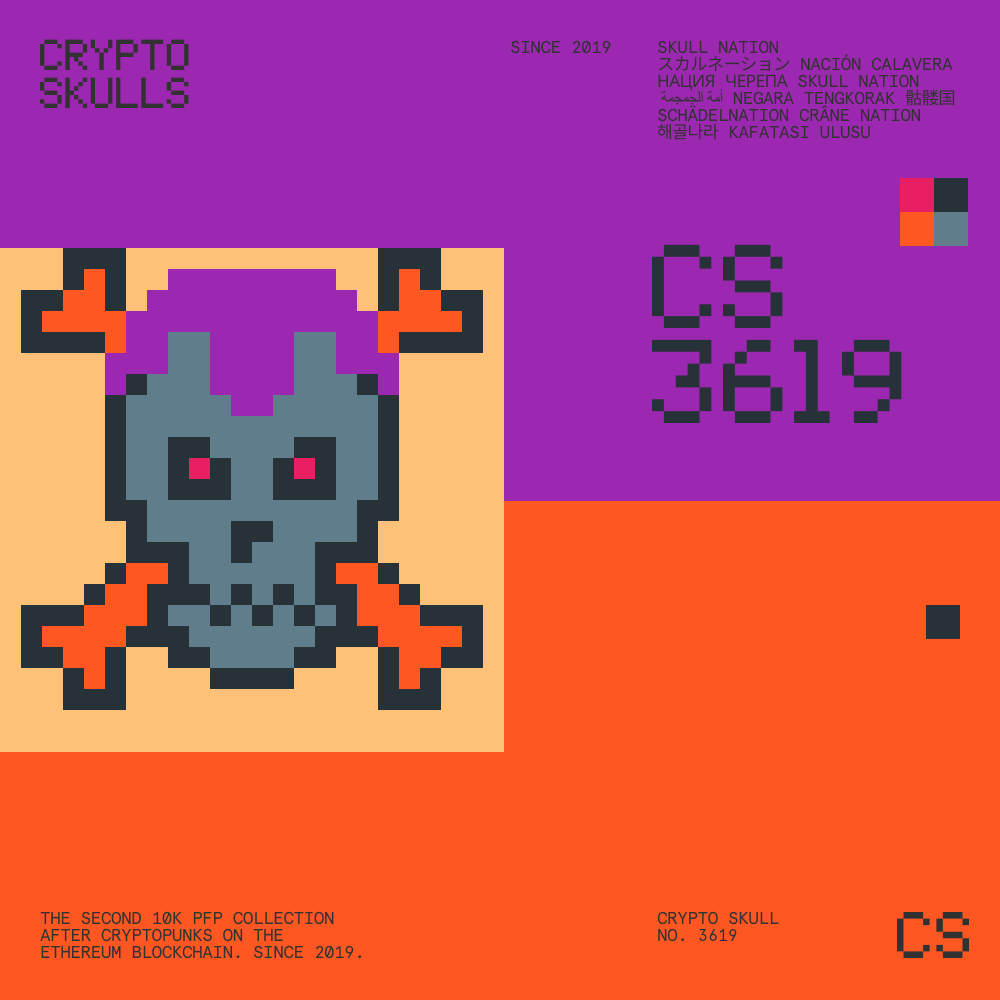 CRYPTO
SKULLS
SINCE 2019
SKULL NATION
スカルネーション NACIÓN CALAVERA
НАЦИЯ ЧЕРЕПА SKULL NATION
أمة الجمجمة NEGARA TENGKORAK 骷髅国
SCHÄDELNATION CRÂNE NATION
해골나라 KAFATASI ULUSU
CS
3619
THE SECOND 10K PFP COLLECTION
AFTER CRYPTOPUNKS ON THE
ETHEREUM BLOCKCHAIN. SINCE 2019.
CRYPTO SKULL
NO. 3619
CS